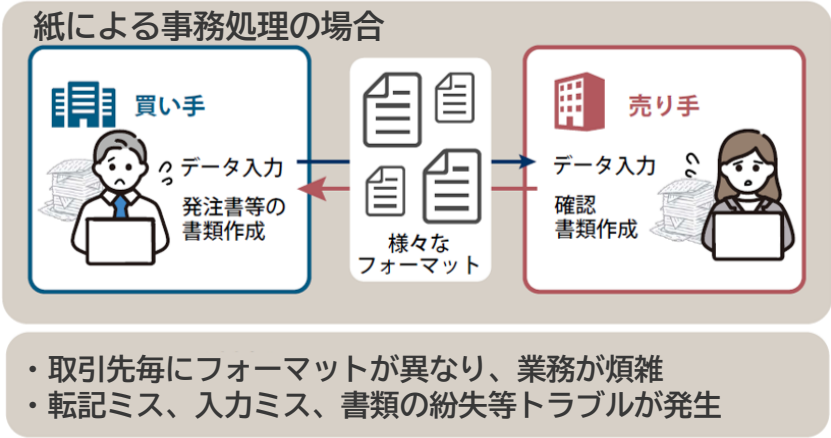 紙による事務処理の場合
買い手
データ入力
発注書等の
書類作成
様々な
フォーマット
売り手
データ入力
確認
書類作成
・取引先毎にフォーマットが異なり、業務が煩雑
・転記ミス、入力ミス、書類の紛失等トラブルが発生